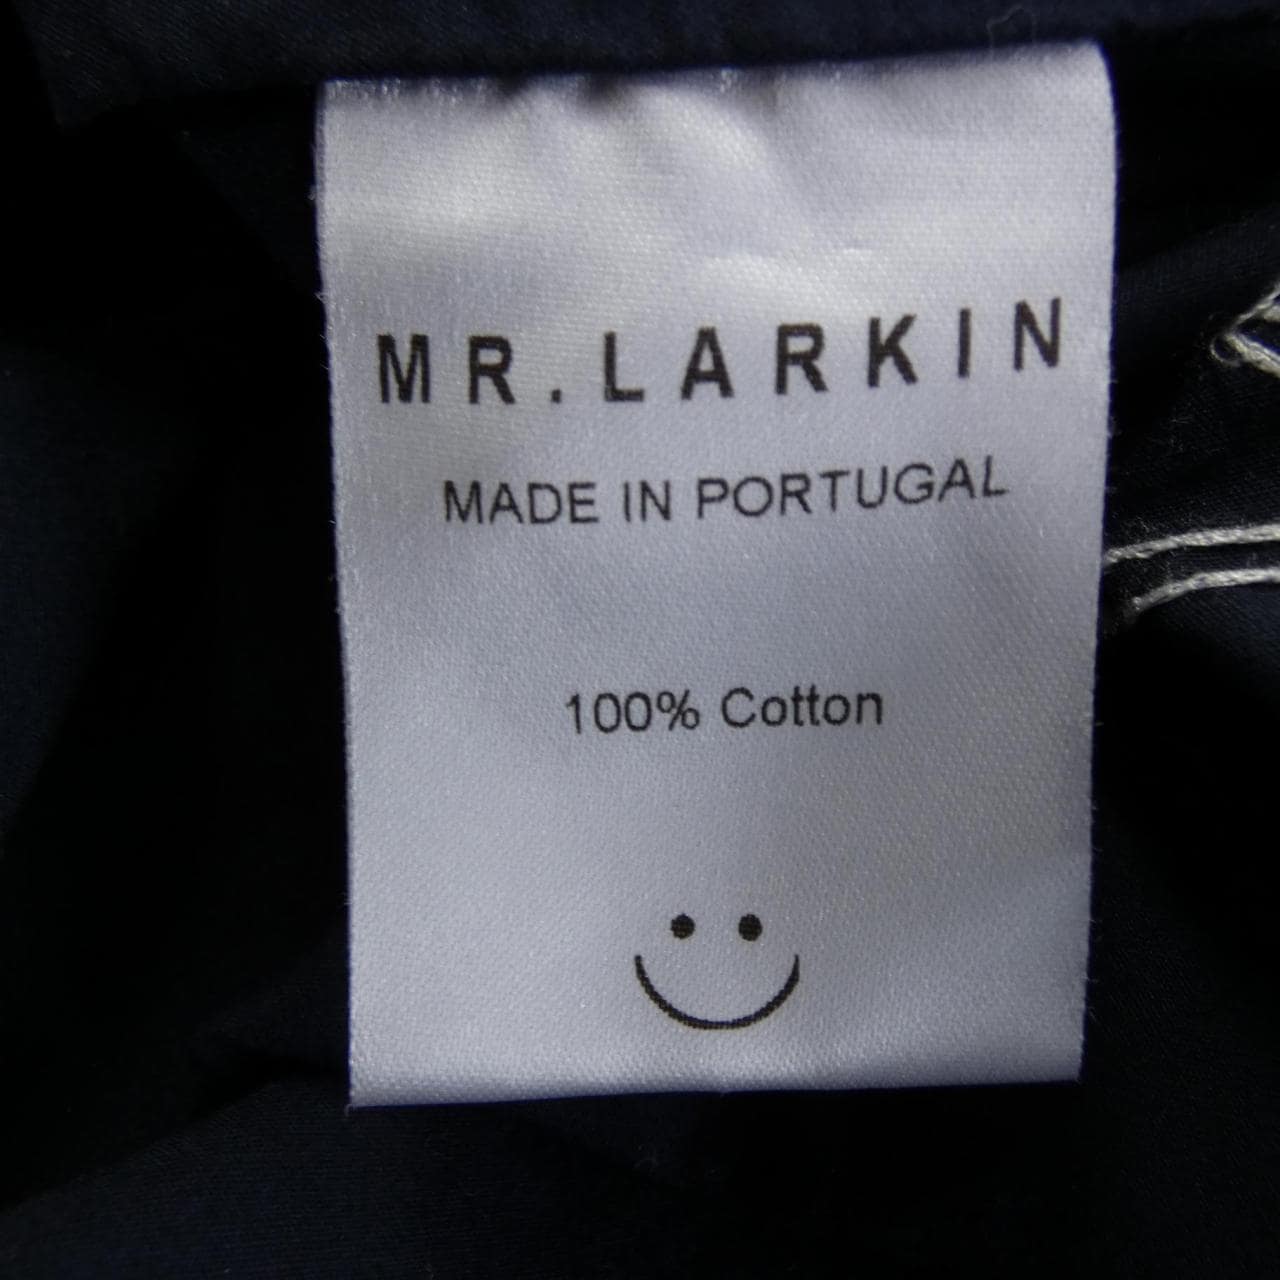 MR. LARKIN
MADE IN PORTUGAL
100% Cotton